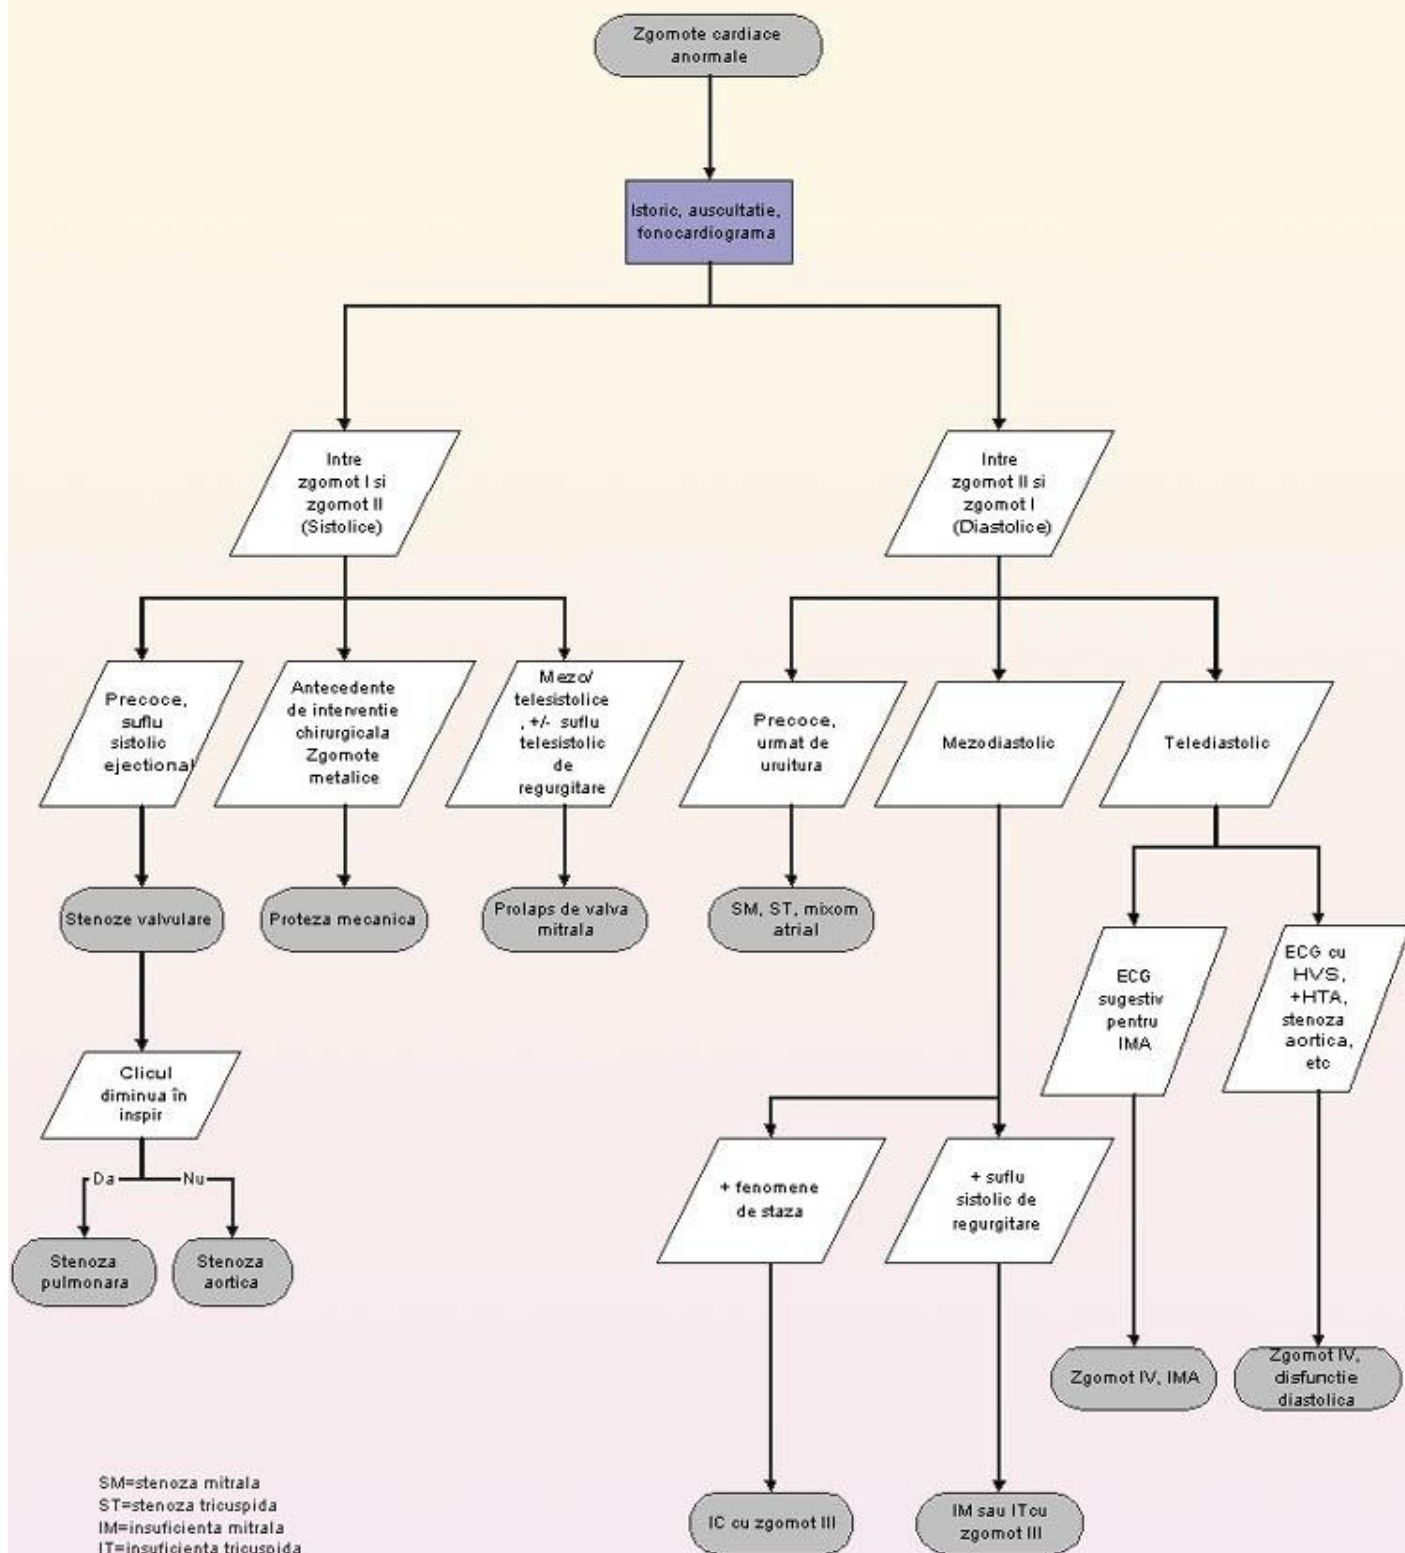 Zgomote cardiace
anormale
Istoric, auscultatie,
fonocardiograma
Intre
zgomot I si
zgomot II
(Sistolice)
Intre
zgomot II si
zgomot I
(Diastolice)
Precoce,
suflu
sistolic
ejectional
Antecedente
de interventie
chirurgicala
Zgomote
metalice
Mezo/
telesistolice
, +/- suflu
telesistolic
de
regurgitare
Precoce,
urmat de
uruitura
Mezodiastolic
Telediastolic
Stenoze valvulare
Proteza mecanica
Prolaps de valva
mitrala
SM, ST, mixom
atrial
ECG
sugestiv
pentru
IMA
ECG cu
HVS,
+HTA,
stenoza
aortica,
etc
Clicul
diminua în
inspir
Da
Nu
+ fenomene
de staza
+ suflu
sistolic de
regurgitare
Stenoza
pulmonara
Stenoza
aortica
Zgomot IV, IMA
Zgomot IV,
disfunctie
diastolica
IC cu zgomot III
IM sau IT cu
zgomot III
SM=stenoza mitrala
ST=stenoza tricuspida
IM=insuficienta mitrala
IT=insuficienta tricuspida